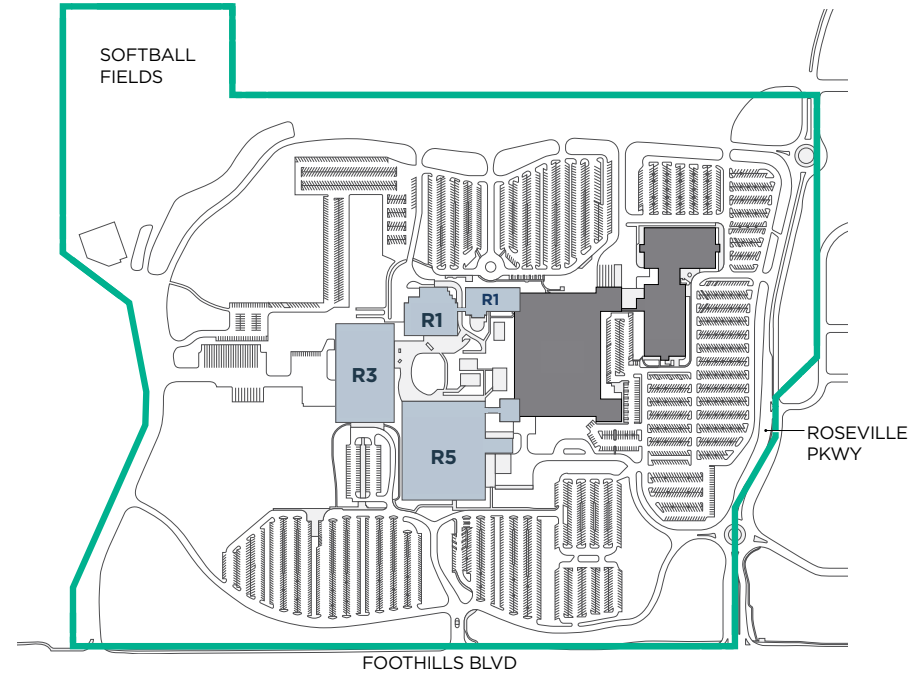 SOFTBALL
FIELDS
R1
R1
R3
R5
ROSEVILLE
PKWY
FOOTHILLS BLVD